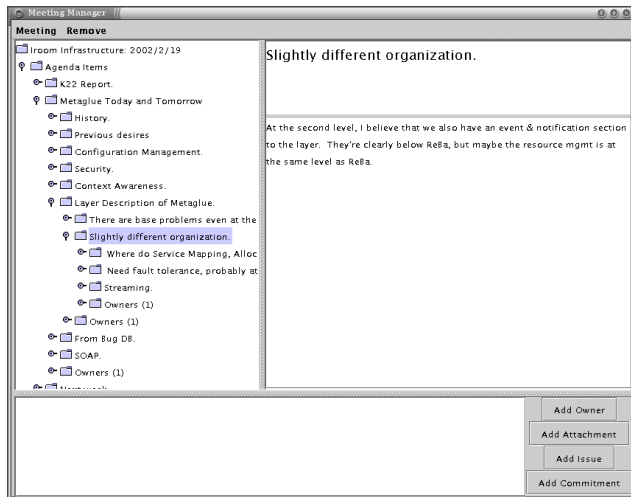 Meeting Manager
Meeting Remove
Iroom Infrastructure: 2002/2/19
Agenda Items
K22 Report.
Metaglue Today and Tomorrow
History.
Previous desires
Configuration Management.
Security.
Context Awareness.
Layer Description of Metaglue.
There are base problems even at the
Slightly different organization.
Where do Service Mapping, Alloc
Need fault tolerance, probably at
Streaming.
Owners (1)
Owners (1)
From Bug DB.
SOAP.
Owners (1)
Next week
Slightly different organization.
At the second level, I believe that we also have an event & notification section
to the layer. They're clearly below ReBa, but maybe the resource mgmt is at
the same level as ReBa.
Add Owner
Add Attachment
Add Issue
Add Commitment